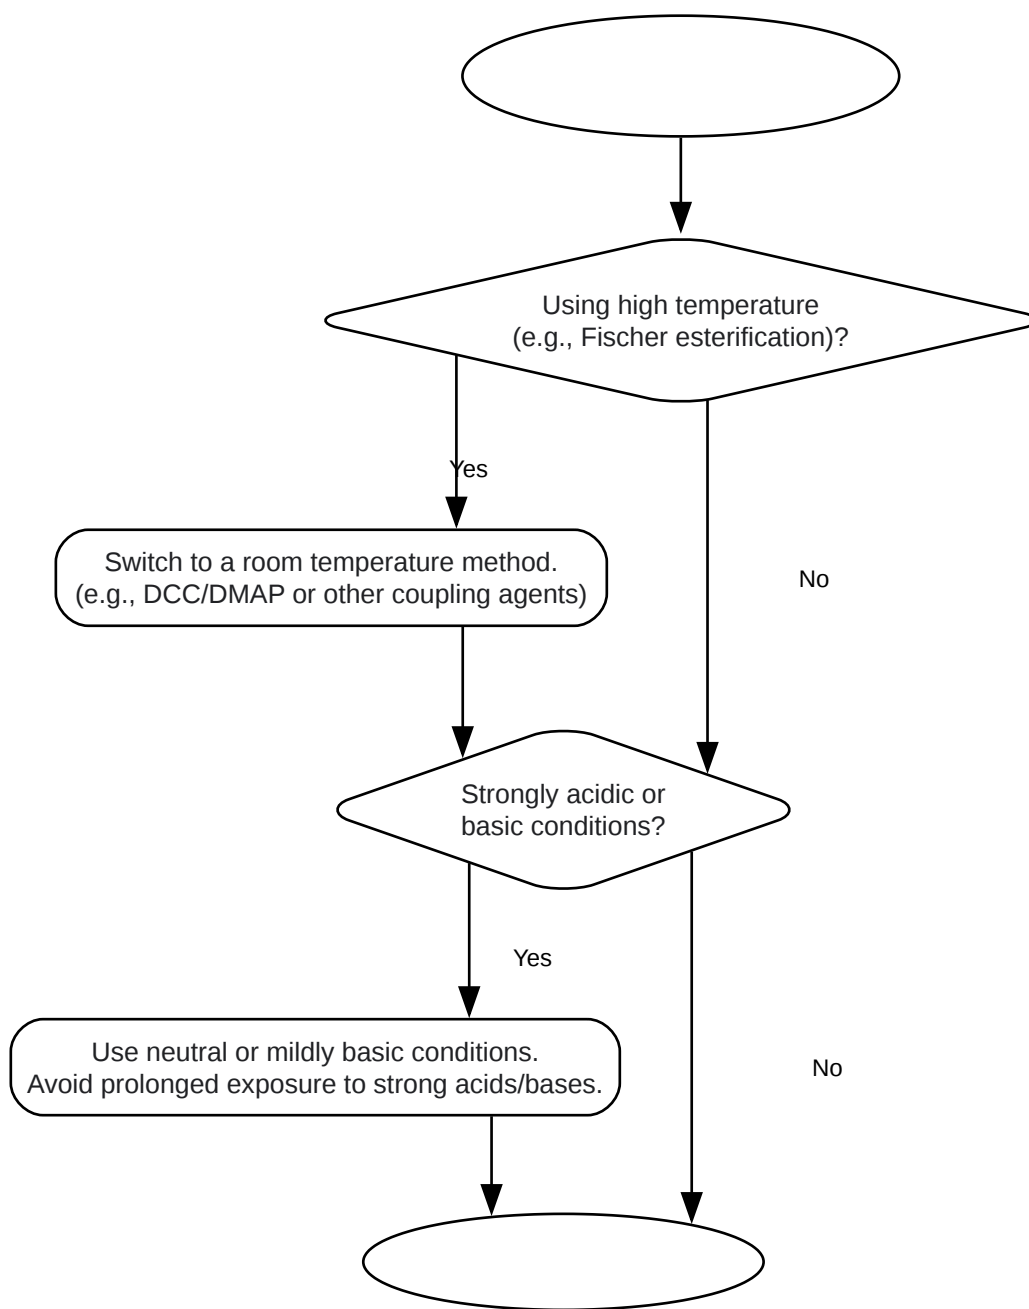 Using high temperature
(e.g., Fischer esterification)?
Yes
Switch to a room temperature method.
(e.g., DCC/DMAP or other coupling agents)
No
Strongly acidic or
basic conditions?
Yes
Use neutral or mildly basic conditions.
Avoid prolonged exposure to strong acids/bases.
No